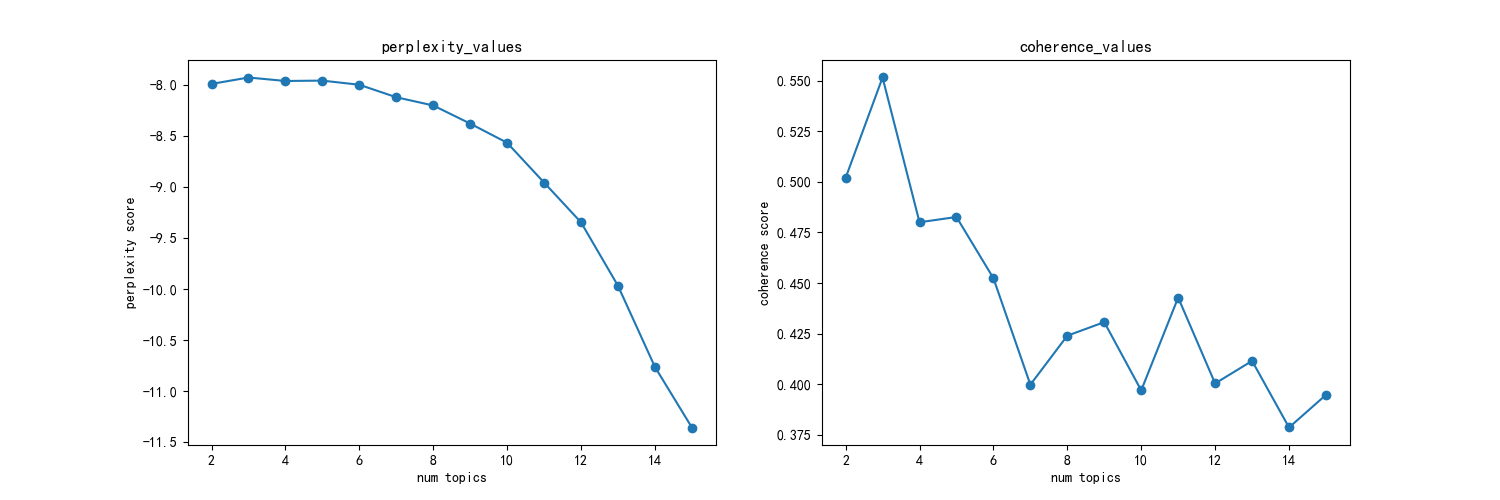 perplexity_values
-8.0
-8.5
-9.0
-9.5
-10.0
-10.5
-11.0
-11.5
perplexity score
2 4 6 8 10 12 14
num topics
coherence_values
0.550
0.525
0.500
0.475
0.450
0.425
0.400
0.375
coherence score
2 4 6 8 10 12 14
num topics